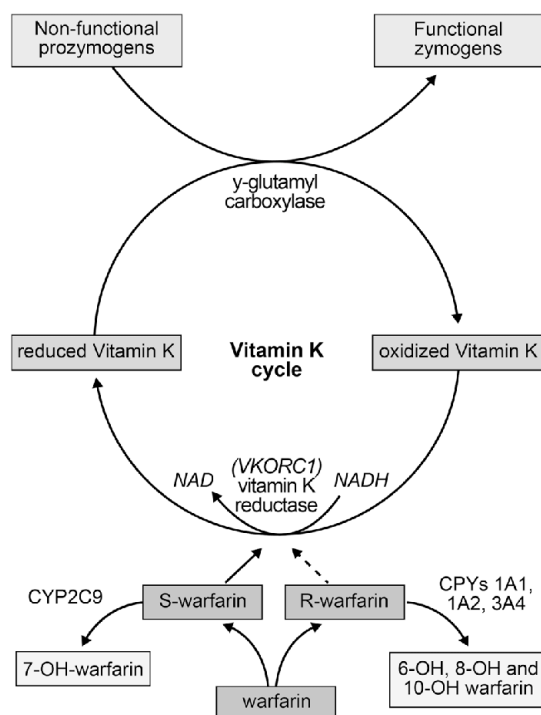 Non-functional
prozymogens
Functional
zymogens
y-glutamyl
carboxylase
reduced Vitamin K
Vitamin K
cycle
oxidized Vitamin K
NAD
(VKORC1)
vitamin K
reductase
NADH
CYP2C9
S-warfarin
R-warfarin
CPYs 1A1,
1A2, 3A4
7-OH-warfarin
warfarin
6-OH, 8-OH and
10-OH warfarin